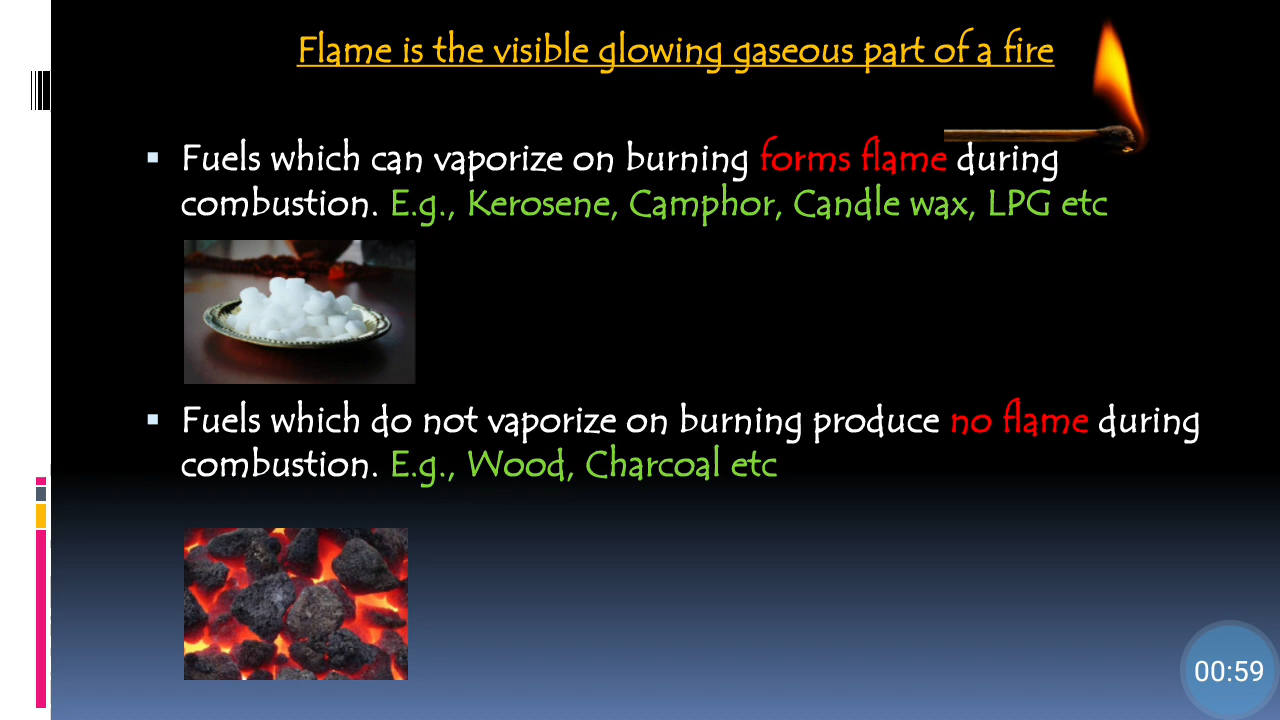 Flame is the visible glowing gaseous part of a fire
▪ Fuels which can vaporize on burning forms flame during
combustion. E.g., Kerosene, Camphor, Candle wax, LPG etc
▪ Fuels which do not vaporize on burning produce no flame during
combustion. E.g., Wood, Charcoal etc
00:59